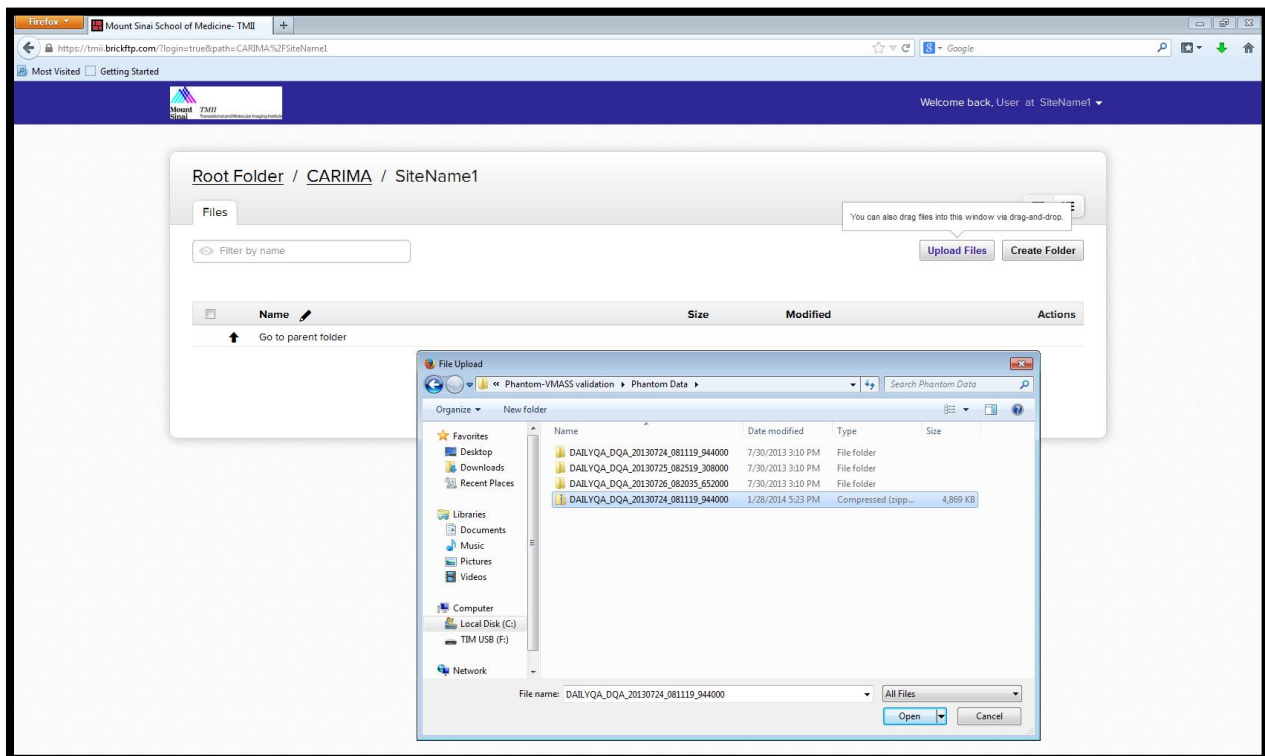 Firefox
Mount Sinai School of Medicine- TMII
+
https://tmii.brickftp.com/?login=true&path=CARIMA%2FSiteName1
Google
Most Visited Getting Started
Mount Sinai TMII
Translational and Molecular Imaging Institute
Welcome back, User at SiteName1
Root Folder / CARIMA / SiteName1
Files
You can also drag files into this window via drag-and-drop.
Filter by name
Upload Files Create Folder
Name Size Modified Actions
Go to parent folder
File Upload
« Phantom-VMASS validation Phantom Data Search Phantom Data
Organize New folder
Name Date modified Type Size
Favorites
Desktop
Downloads
Recent Places
Libraries
Documents
Music
Pictures
Videos
Computer
Local Disk (C:)
TIM USB (F:)
Network
DAILYQA_DQA_20130724_081119_944000 7/30/2013 3:10 PM File folder
DAILYQA_DQA_20130725_082519_308000 7/30/2013 3:10 PM File folder
DAILYQA_DQA_20130726_082035_652000 7/30/2013 3:10 PM File folder
DAILYQA_DQA_20130724_081119_944000 1/28/2014 5:23 PM Compressed (zipp... 4,869 KB
File name: DAILYQA_DQA_20130724_081119_944000 All Files
Open Cancel